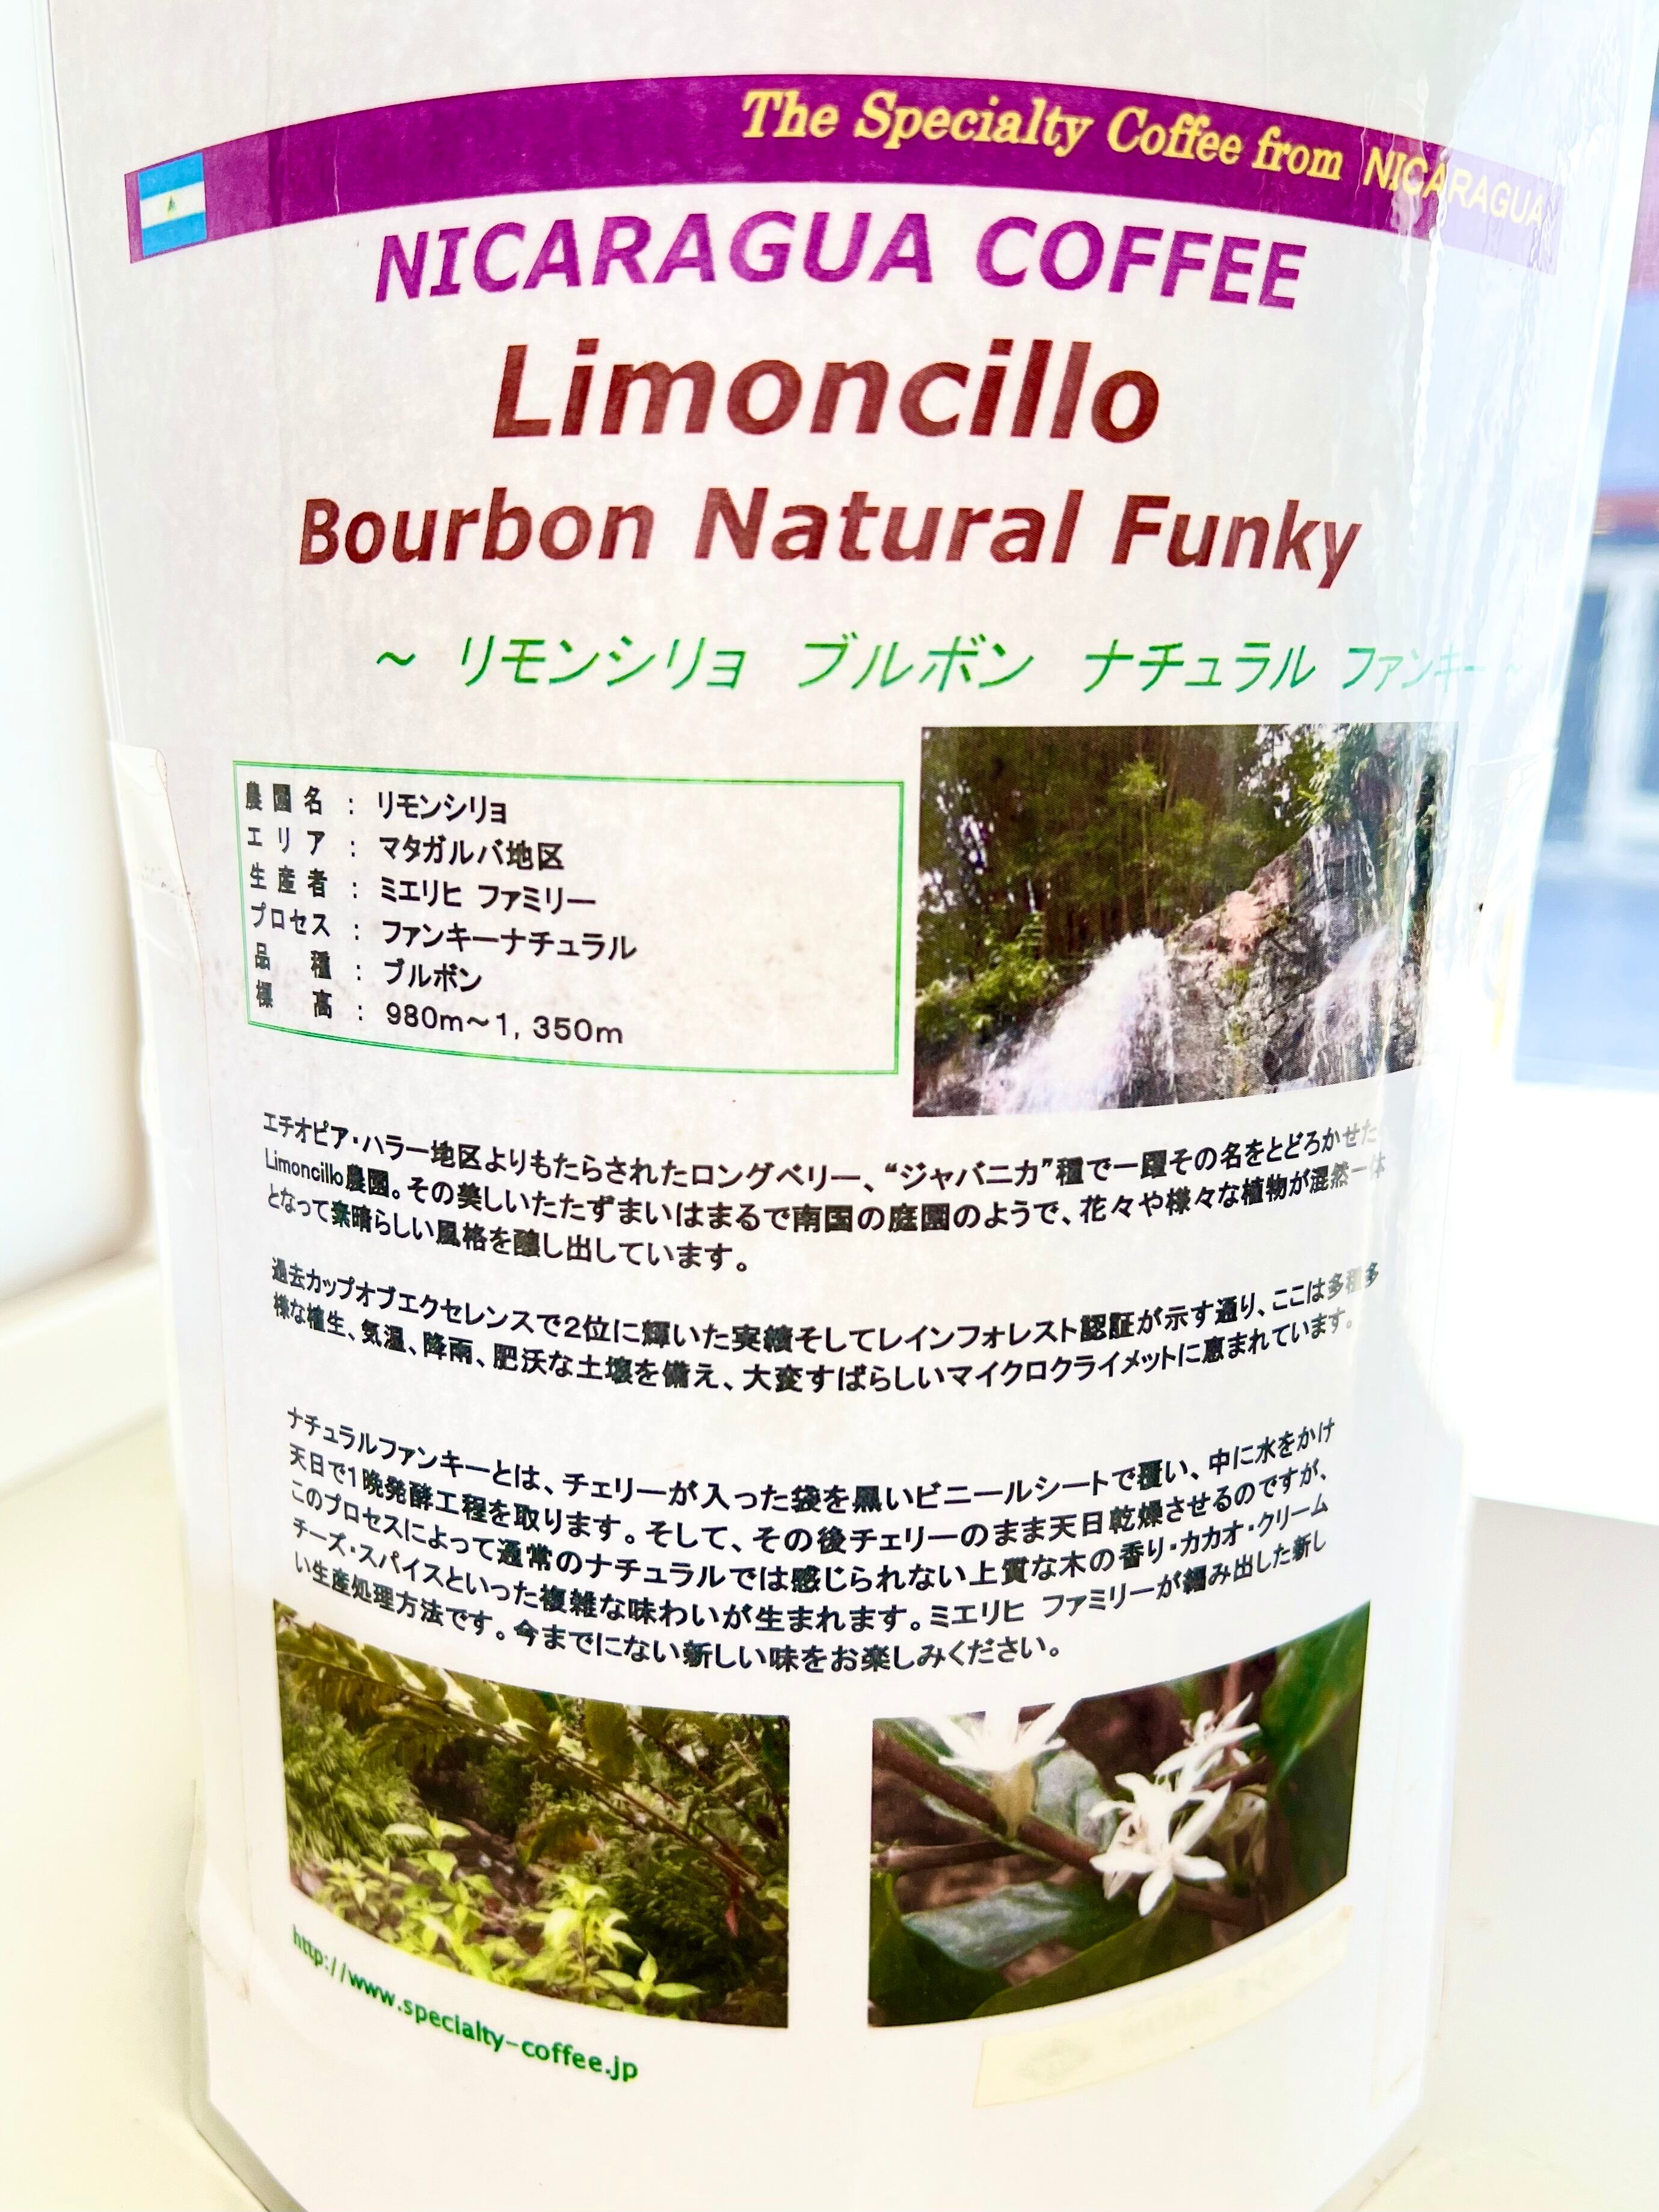 The Specialty Coffee from NICARAGUA
NICARAGUA COFFEE
Limoncillo
Bourbon Natural Funky
~ リモンシリョ ブルボン ナチュラル ファンキー ~
農園名 : リモンシリョ
エリア : マタガルバ地区
生産者 : ミエリヒ ファミリー
プロセス : ファンキーナチュラル
品 種 : ブルボン
標 高 : 980m～1, 350m
エチオピア・ハラー地区よりもたらされたロングベリー、“ジャバニカ”種で一躍その名をとどろかせた
Limoncillo農園。その美しいたたずまいはまるで南国の庭園のようで、花々や様々な植物が混然一体
となって素晴らしい風格を醸し出しています。
過去カップオブエクセレンスで2位に輝いた実績そしてレインフォレスト認証が示す通り、ここは多種多
様な植生、気温、降雨、肥沃な土壌を備え、大変すばらしいマイクロクライメットに恵まれています。
ナチュラルファンキーとは、チェリーが入った袋を黒いビニールシートで覆い、中に水をかけ
天日で1晩発酵工程を取ります。そして、その後チェリーのまま天日乾燥させるのですが、
このプロセスによって通常のナチュラルでは感じられない上質な木の香り・カカオ・クリーム
チーズ・スパイスといった複雑な味わいが生まれます。ミエリヒ ファミリーが編み出した新し
い生産処理方法です。今までにない新しい味をお楽しみください。
http://www.specialty-coffee.jp